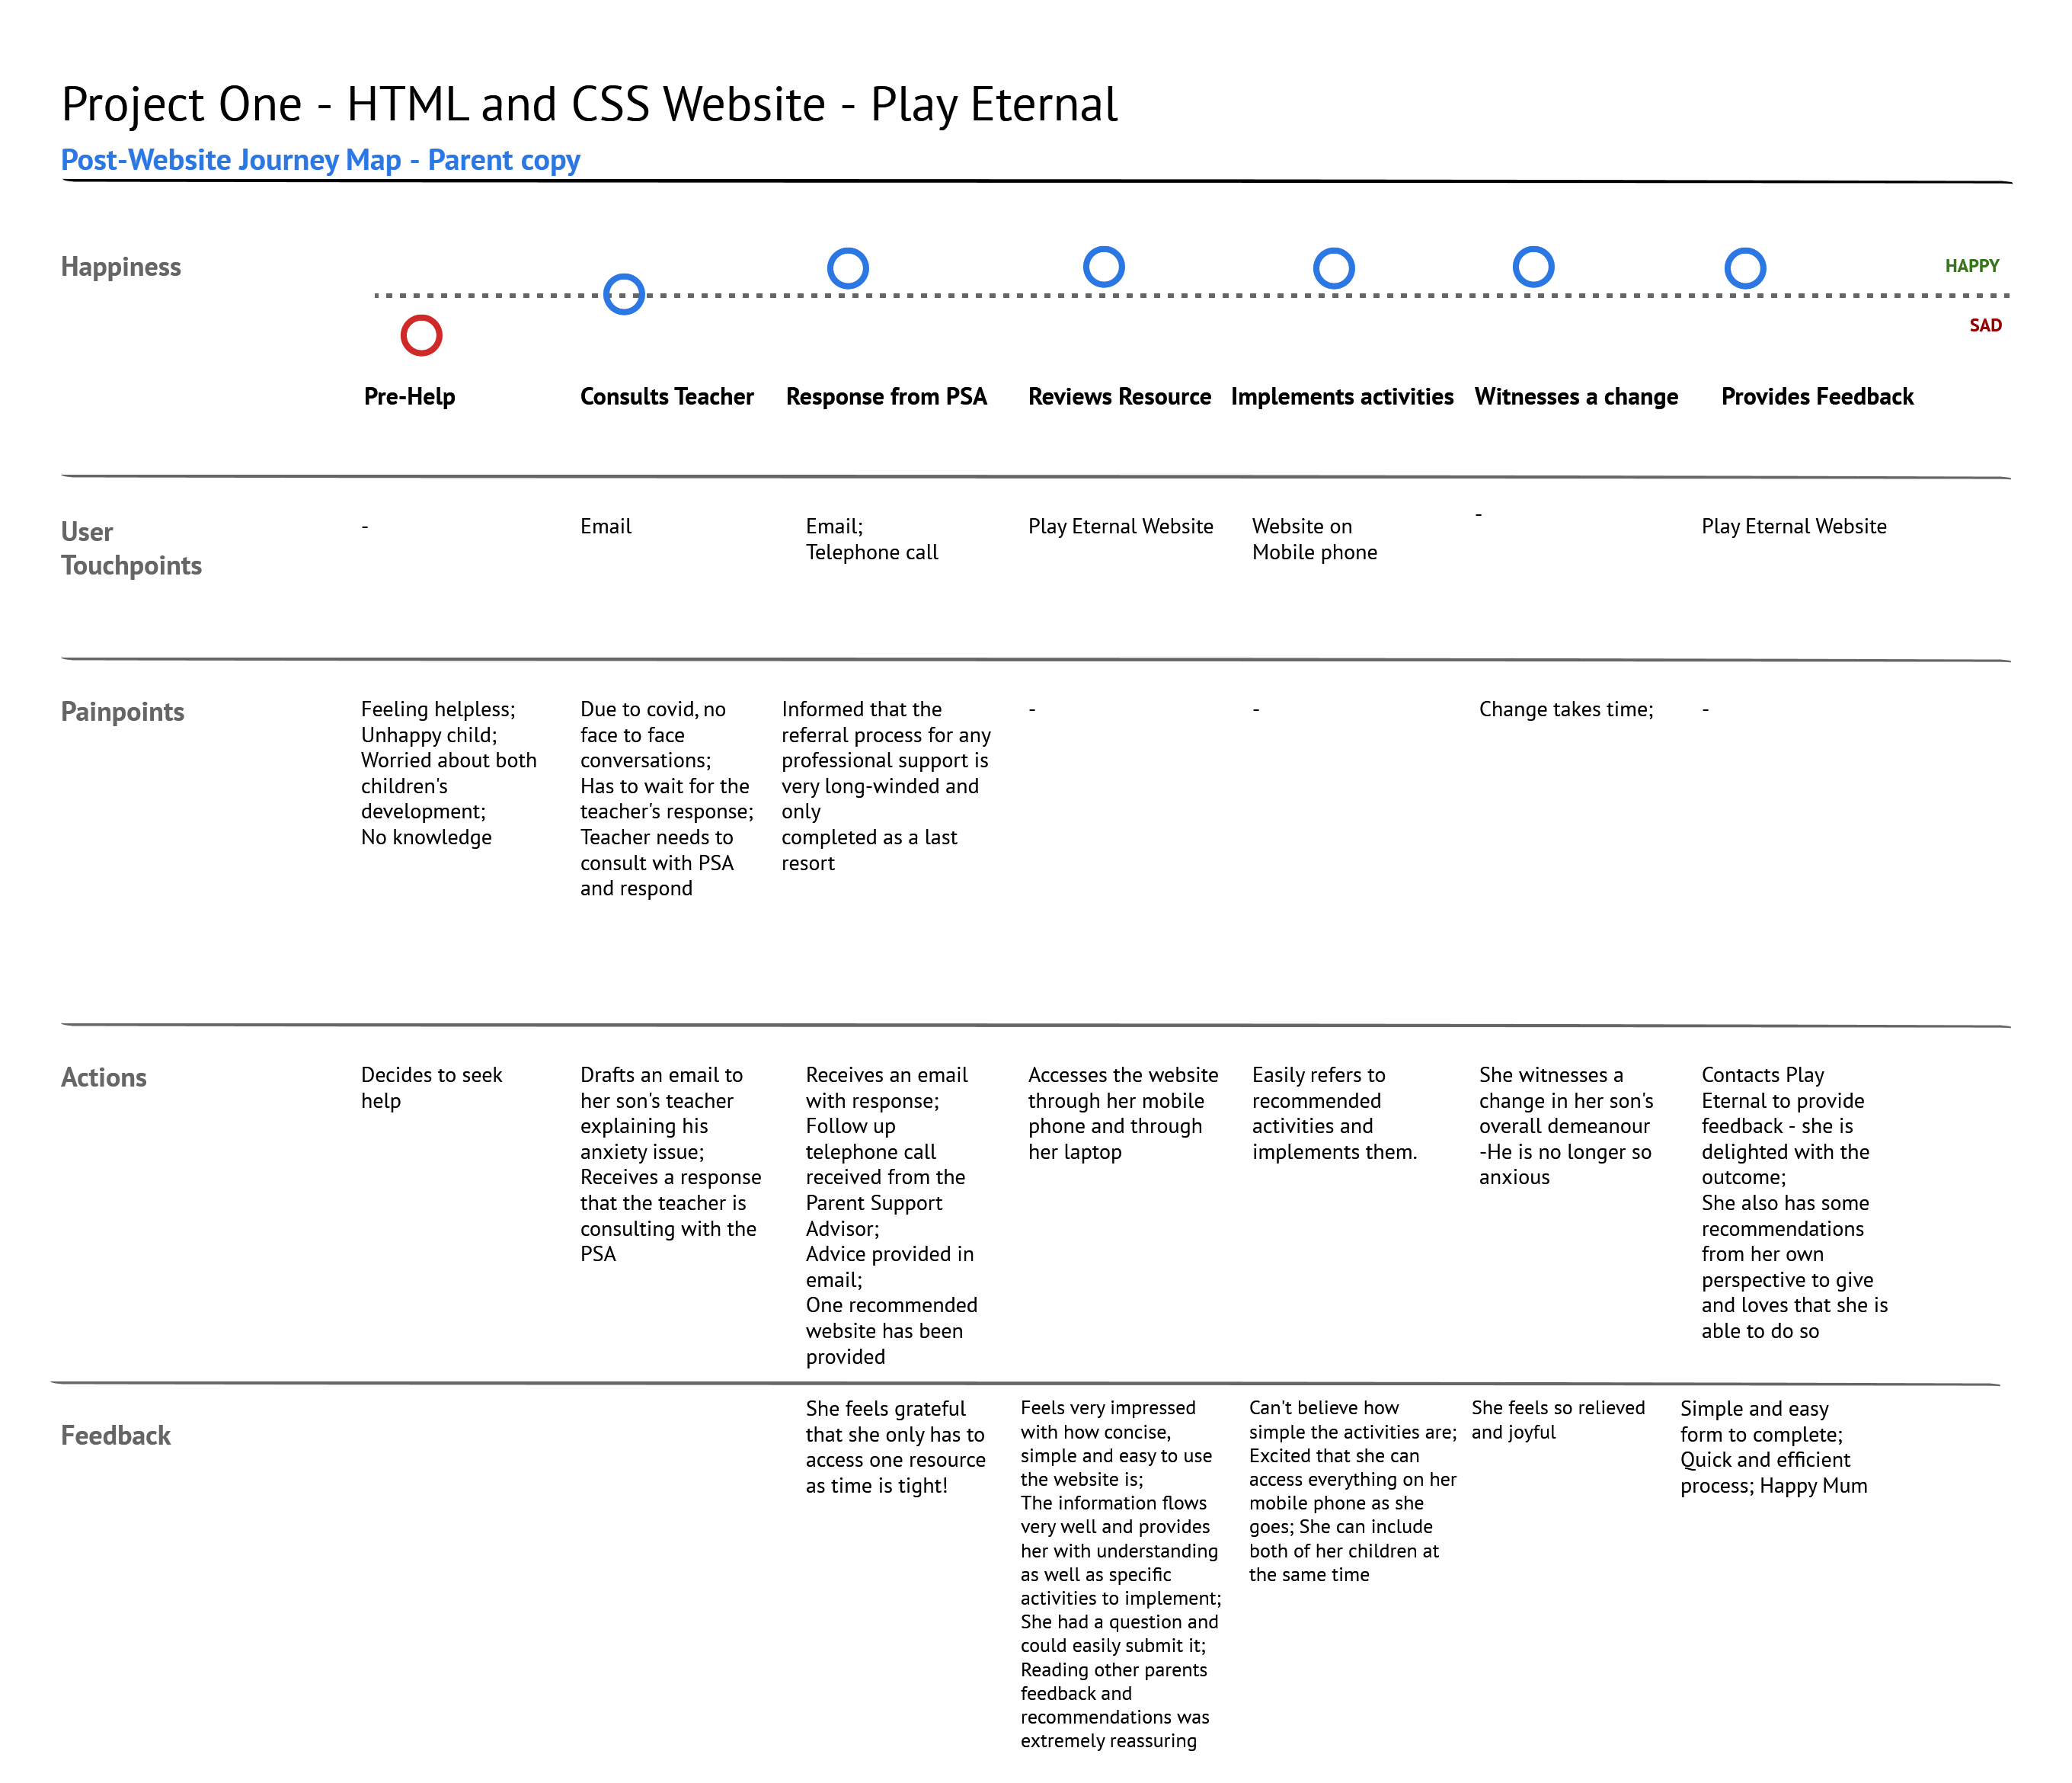 Project One - HTML and CSS Website - Play Eternal
Post-Website Journey Map - Parent copy
Happiness
HAPPY
SAD
Pre-Help
Consults Teacher
Response from PSA
Reviews Resource
Implements activities
Witnesses a change
Provides Feedback
User
Touchpoints
-
Email
Email;
Telephone call
Play Eternal Website
Website on
Mobile phone
-
Play Eternal Website
Painpoints
Feeling helpless;
Unhappy child;
Worried about both
children's
development;
No knowledge
Due to covid, no
face to face
conversations;
Has to wait for the
teacher's response;
Teacher needs to
consult with PSA
and respond
Informed that the
referral process for any
professional support is
very long-winded and
only
completed as a last
resort
-
-
Change takes time;
-
Actions
Decides to seek
help
Drafts an email to
her son's teacher
explaining his
anxiety issue;
Receives a response
that the teacher is
consulting with the
PSA
Receives an email
with response;
Follow up
telephone call
received from the
Parent Support
Advisor;
Advice provided in
email;
One recommended
website has been
provided
Accesses the website
through her mobile
phone and through
her laptop
Easily refers to
recommended
activities and
implements them.
She witnesses a
change in her son's
overall demeanour
-He is no longer so
anxious
Contacts Play
Eternal to provide
feedback - she is
delighted with the
outcome;
She also has some
recommendations
from her own
perspective to give
and loves that she is
able to do so
Feedback
She feels grateful
that she only has to
access one resource
as time is tight!
Feels very impressed
with how concise,
simple and easy to use
the website is;
The information flows
very well and provides
her with understanding
as well as specific
activities to implement;
She had a question and
could easily submit it;
Reading other parents
feedback and
recommendations was
extremely reassuring
Can't believe how
simple the activities are;
Excited that she can
access everything on her
mobile phone as she
goes; She can include
both of her children at
the same time
She feels so relieved
and joyful
Simple and easy
form to complete;
Quick and efficient
process; Happy Mum